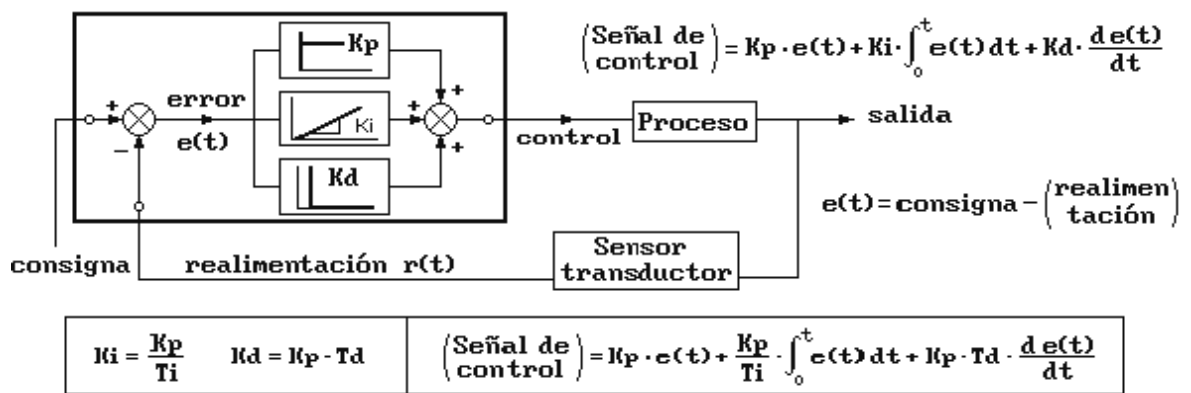 Kp
Ki
Kd
+
−
+
+
+
error
e(t)
consigna
realimentación r(t)
control
Proceso
salida
Sensor
transductor
(Señal de control) = Kp · e(t) + Ki · ∫₀ᵗ e(t) dt + Kd · d e(t)/dt
e(t) = consigna − (realimen tación)
Ki = Kp/Ti
Kd = Kp · Td
(Señal de control) = Kp · e(t) + Kp/Ti · ∫₀ᵗ e(t) dt + Kp · Td · d e(t)/dt